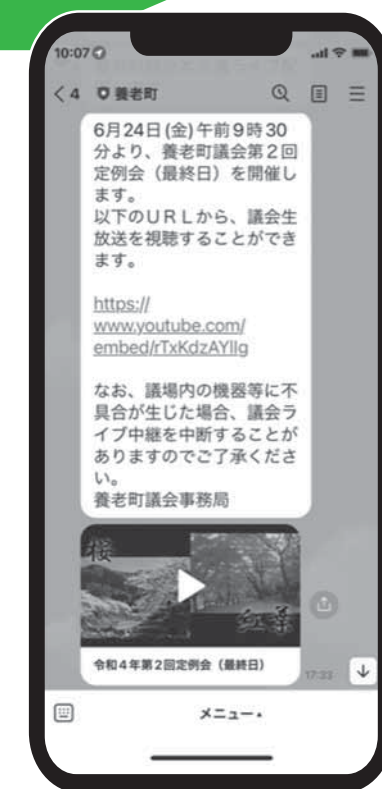 10:07
4 養老町
6月24日(金)午前9時30
分より、養老町議会第2回
定例会(最終日)を開催し
ます。
以下のURLから、議会生
放送を視聴することができ
ます。
https://
www.youtube.com/
embed/rTxKdzAYlIg
なお、議場内の機器等に不
具合が生じた場合、議会ラ
イブ中継を中断することが
ありますのでご了承くださ
い。
養老町議会事務局
桜
紅葉
令和4年第2回定例会(最終日)
17:33
メニュー